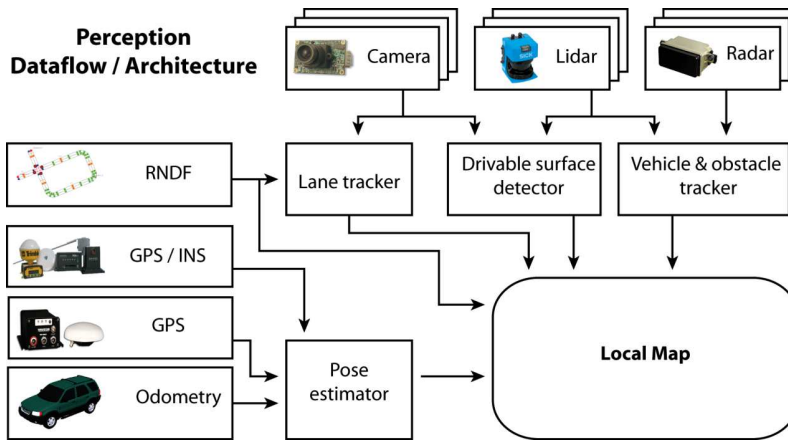 Perception
Dataflow / Architecture
Camera
SICK
Lidar
Radar
RNDF
Lane tracker
Drivable surface
detector
Vehicle & obstacle
tracker
GPS / INS
GPS
Odometry
Pose
estimator
Local Map